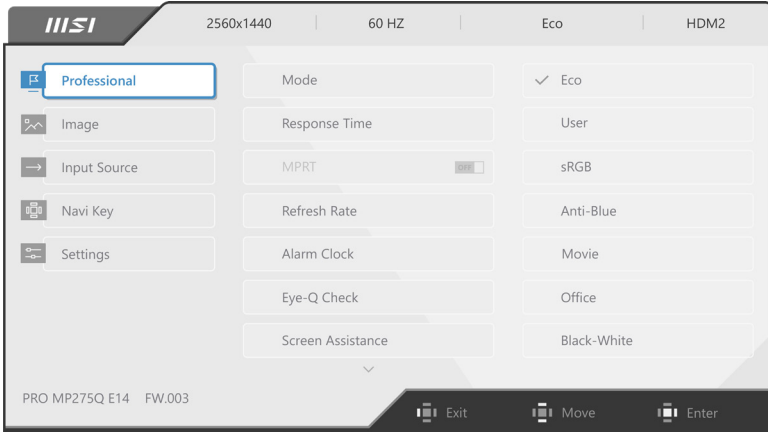 msi
2560x1440 60 HZ Eco HDM2
Professional Mode Eco
Image Response Time User
Input Source MPRT OFF sRGB
Navi Key Refresh Rate Anti-Blue
Settings Alarm Clock Movie
Eye-Q Check Office
Screen Assistance Black-White
PRO MP275Q E14 FW.003
Exit Move Enter